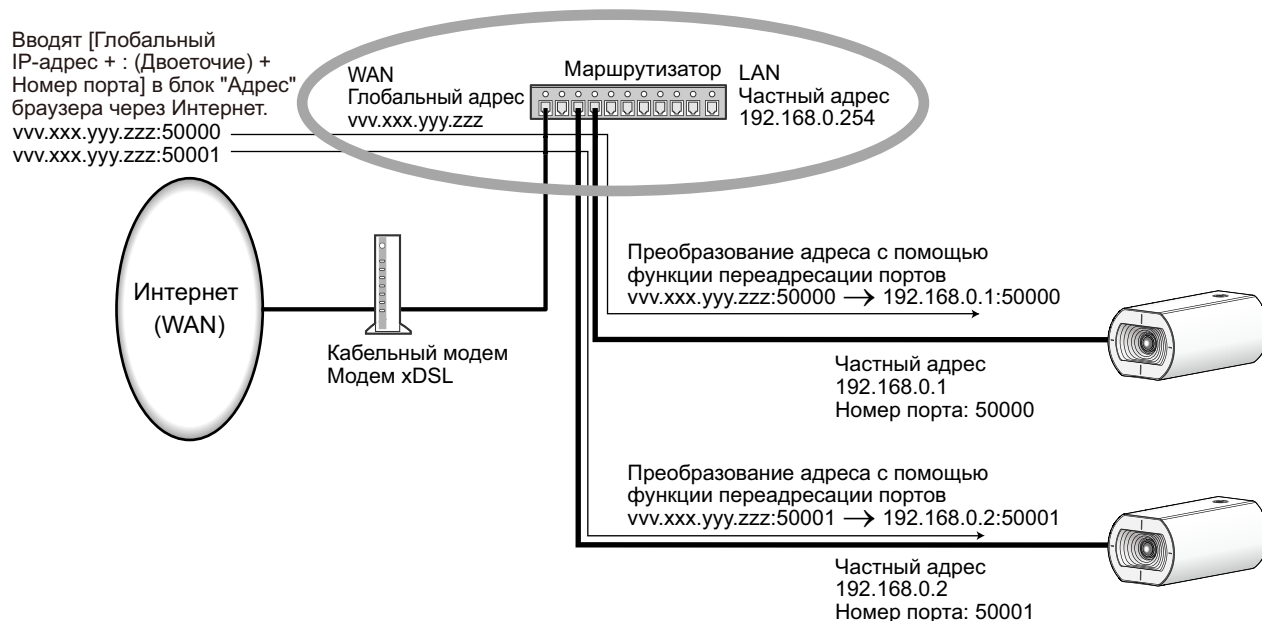 Вводят [Глобальный
IP-адрес + : (Двоеточие) +
Номер порта] в блок "Адрес"
браузера через Интернет.
vvv.xxx.yyy.zzz:50000
vvv.xxx.yyy.zzz:50001
WAN
Глобальный адрес
vvv.xxx.yyy.zzz
Маршрутизатор
LAN
Частный адрес
192.168.0.254
Интернет
(WAN)
Кабельный модем
Модем xDSL
Преобразование адреса с помощью
функции переадресации портов
vvv.xxx.yyy.zzz:50000 → 192.168.0.1:50000
Частный адрес
192.168.0.1
Номер порта: 50000
Преобразование адреса с помощью
функции переадресации портов
vvv.xxx.yyy.zzz:50001 → 192.168.0.2:50001
Частный адрес
192.168.0.2
Номер порта: 50001